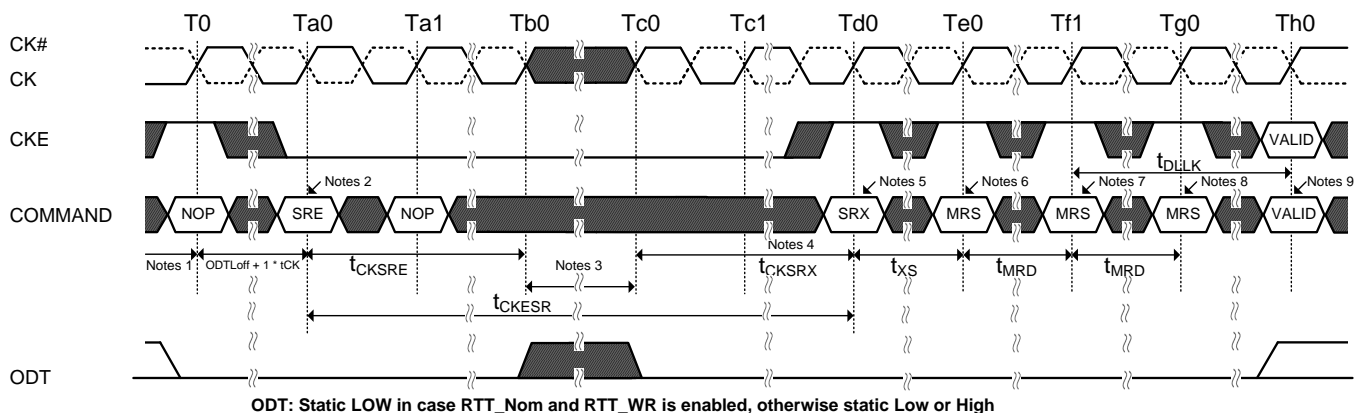 T0 Ta0 Ta1 Tb0 Tc0 Tc1 Td0 Te0 Tf1 Tg0 Th0
CK#
CK
CKE
VALID
tDLLK
Notes 2 Notes 5 Notes 6 Notes 7 Notes 8 Notes 9
COMMAND
NOP SRE NOP SRX MRS MRS MRS VALID
Notes 1 ODTLoff + 1 * tCK tCKSRE Notes 3 Notes 4 tCKSRX tXS tMRD tMRD
tCKESR
ODT
ODT: Static LOW in case RTT_Nom and RTT_WR is enabled, otherwise static Low or High